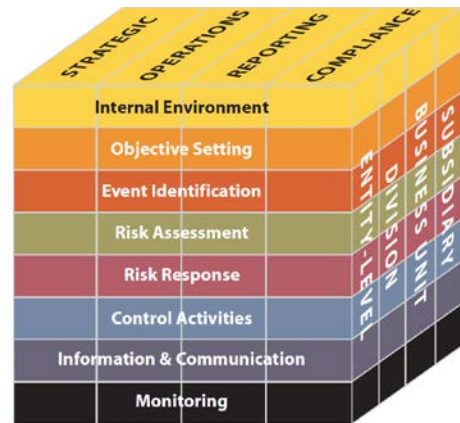 STRATEGIC
OPERATIONS
REPORTING
COMPLIANCE
Internal Environment
Objective Setting
Event Identification
Risk Assessment
Risk Response
Control Activities
Information & Communication
Monitoring
ENTITY-LEVEL
DIVISION
BUSINESS UNIT
SUBSIDIARY